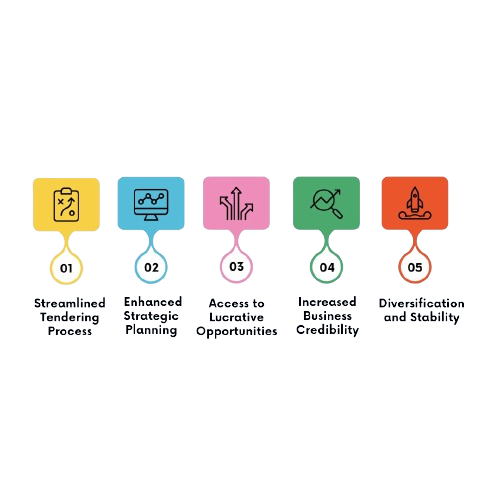 01
Streamlined
Tendering
Process
02
Enhanced
Strategic
Planning
03
Access to
Lucrative
Opportunities
04
Increased
Business
Credibility
05
Diversification
and Stability